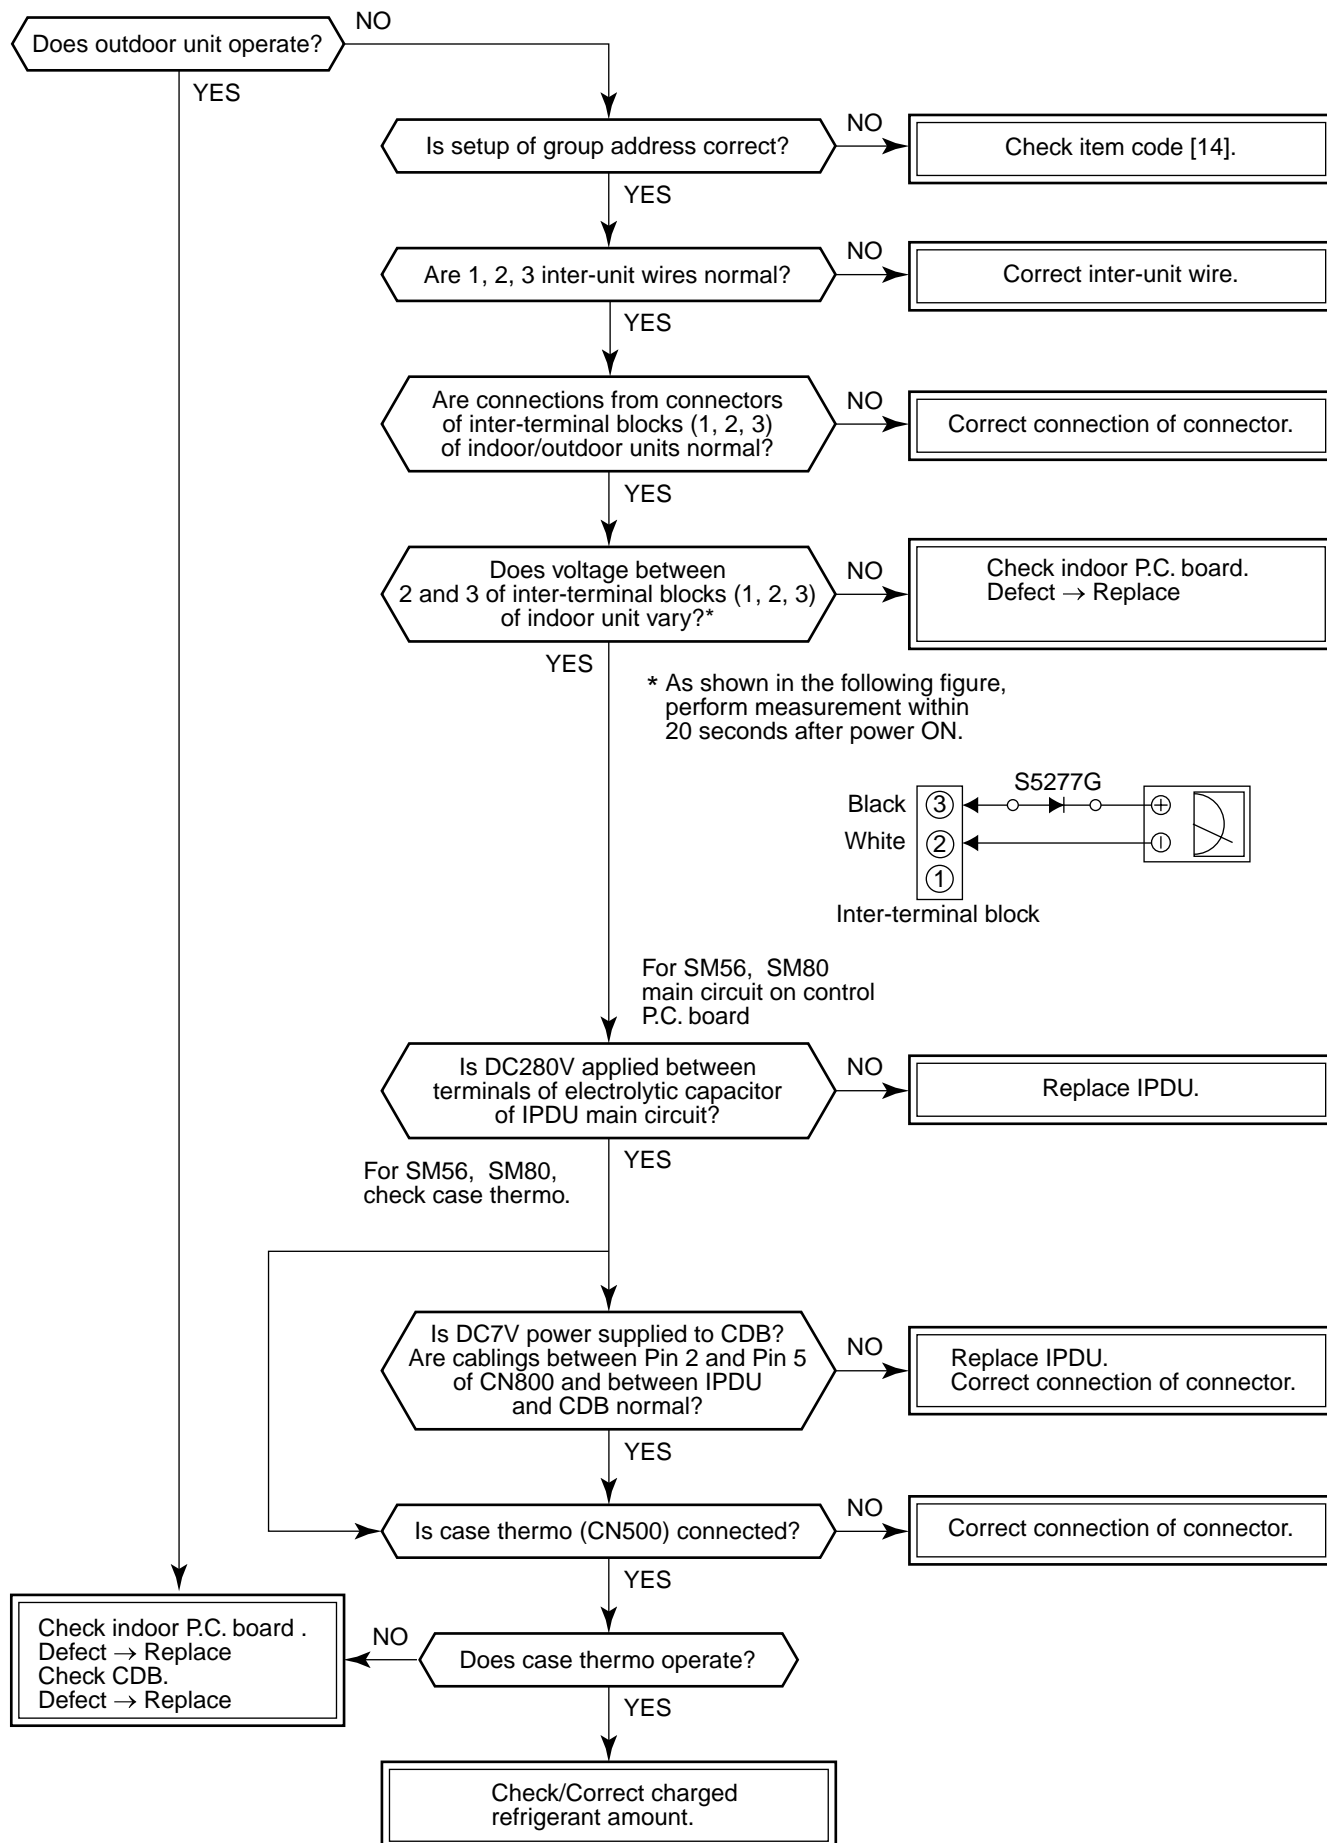 Does outdoor unit operate?
NO
YES
Is setup of group address correct?
NO
Check item code [14].
YES
Are 1, 2, 3 inter-unit wires normal?
NO
Correct inter-unit wire.
YES
Are connections from connectors
of inter-terminal blocks (1, 2, 3)
of indoor/outdoor units normal?
NO
Correct connection of connector.
YES
Does voltage between
2 and 3 of inter-terminal blocks (1, 2, 3)
of indoor unit vary?*
NO
Check indoor P.C. board.
Defect → Replace
YES
* As shown in the following figure,
perform measurement within
20 seconds after power ON.
S5277G
Black ③ ⊕
White ② ⊖
①
Inter-terminal block
For SM56, SM80
main circuit on control
P.C. board
Is DC280V applied between
terminals of electrolytic capacitor
of IPDU main circuit?
NO
Replace IPDU.
YES
For SM56, SM80,
check case thermo.
Is DC7V power supplied to CDB?
Are cablings between Pin 2 and Pin 5
of CN800 and between IPDU
and CDB normal?
NO
Replace IPDU.
Correct connection of connector.
YES
Is case thermo (CN500) connected?
NO
Correct connection of connector.
YES
Does case thermo operate?
NO
Check indoor P.C. board .
Defect → Replace
Check CDB.
Defect → Replace
YES
Check/Correct charged
refrigerant amount.